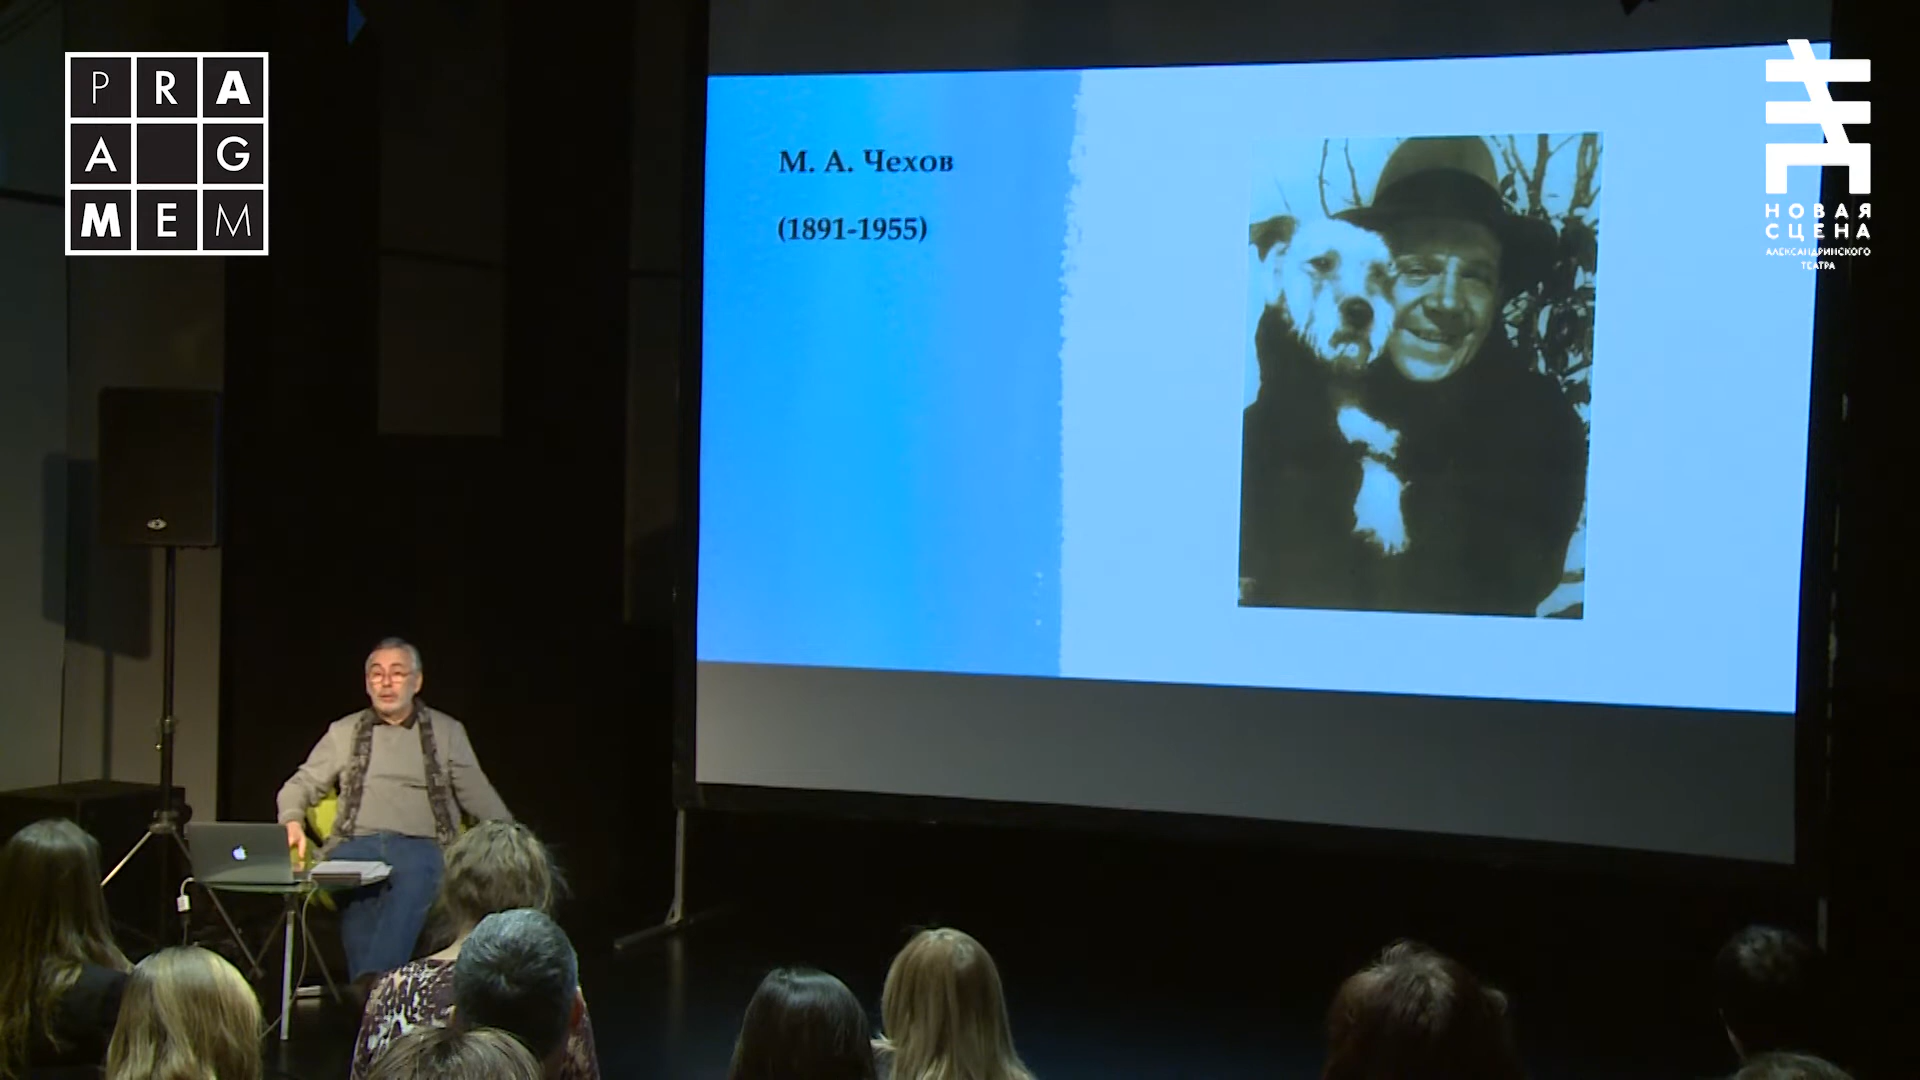 PRA
AG
MEM
М. А. Чехов
(1891-1955)
НОВАЯ
СЦЕНА
АЛЕКСАНДРИНСКОГО
ТЕАТРА